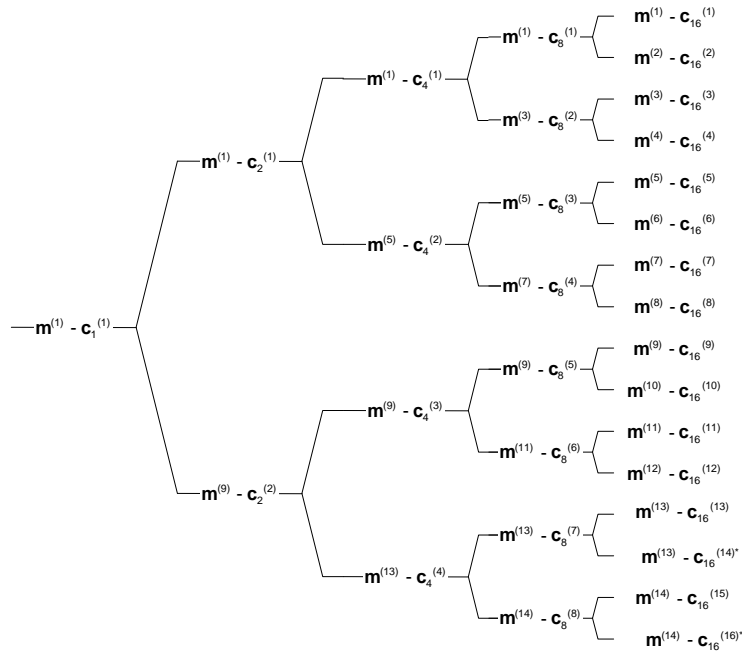 m(1) - c16(1)
m(1) - c8(1)
m(2) - c16(2)
m(1) - c4(1)
m(3) - c16(3)
m(3) - c8(2)
m(4) - c16(4)
m(1) - c2(1)
m(5) - c16(5)
m(5) - c8(3)
m(6) - c16(6)
m(5) - c4(2)
m(7) - c16(7)
m(7) - c8(4)
m(8) - c16(8)
m(1) - c1(1)
m(9) - c16(9)
m(9) - c8(5)
m(10) - c16(10)
m(9) - c4(3)
m(11) - c16(11)
m(11) - c8(6)
m(12) - c16(12)
m(9) - c2(2)
m(13) - c16(13)
m(13) - c8(7)
m(13) - c16(14)*
m(13) - c4(4)
m(14) - c16(15)
m(14) - c8(8)
m(14) - c16(16)*